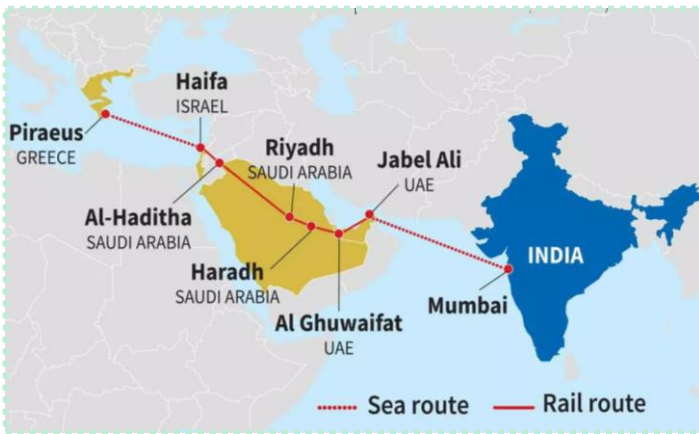 Haifa
ISRAEL
Piraeus
GREECE
Riyadh
SAUDI ARABIA
Jabel Ali
UAE
Al-Haditha
SAUDI ARABIA
INDIA
Haradh
SAUDI ARABIA
Mumbai
Al Ghuwaifat
UAE
Sea route
Rail route